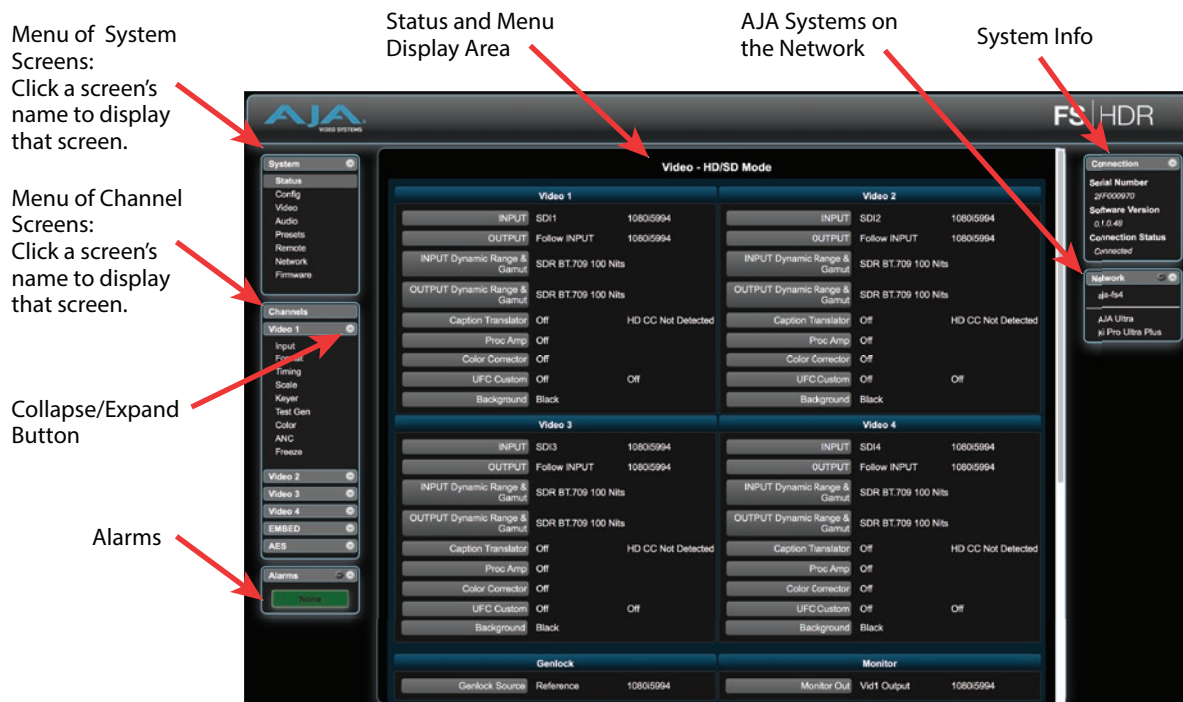 Menu of System
Screens:
Click a screen's
name to display
that screen.
Status and Menu
Display Area
AJA Systems on
the Network
System Info
Menu of Channel
Screens:
Click a screen's
name to display
that screen.
Collapse/Expand
Button
Alarms
AJA
VIDEO SYSTEMS
FS|HDR
System
Status
Config
Video
Audio
Presets
Remote
Network
Firmware
Channels
Video 1
Input
Format
Timing
Scale
Keyer
Test Gen
Color
ANC
Freeze
Video 2
Video 3
Video 4
EMBED
AES
Alarms
None
Video - HD/SD Mode
Video 1
INPUT SDI1 1080i5994
OUTPUT Follow INPUT 1080i5994
INPUT Dynamic Range &
Gamut SDR BT.709 100 Nits
OUTPUT Dynamic Range &
Gamut SDR BT.709 100 Nits
Caption Translator Off HD CC Not Detected
Proc Amp Off
Color Corrector Off
UFC Custom Off Off
Background Black
Video 2
INPUT SDI2 1080i5994
OUTPUT Follow INPUT 1080i5994
INPUT Dynamic Range &
Gamut SDR BT.709 100 Nits
OUTPUT Dynamic Range &
Gamut SDR BT.709 100 Nits
Caption Translator Off HD CC Not Detected
Proc Amp Off
Color Corrector Off
UFC Custom Off Off
Background Black
Video 3
INPUT SDI3 1080i5994
OUTPUT Follow INPUT 1080i5994
INPUT Dynamic Range &
Gamut SDR BT.709 100 Nits
OUTPUT Dynamic Range &
Gamut SDR BT.709 100 Nits
Caption Translator Off HD CC Not Detected
Proc Amp Off
Color Corrector Off
UFC Custom Off Off
Background Black
Video 4
INPUT SDI4 1080i5994
OUTPUT Follow INPUT 1080i5994
INPUT Dynamic Range &
Gamut SDR BT.709 100 Nits
OUTPUT Dynamic Range &
Gamut SDR BT.709 100 Nits
Caption Translator Off HD CC Not Detected
Proc Amp Off
Color Corrector Off
UFC Custom Off Off
Background Black
Genlock
Genlock Source Reference 1080i5994
Monitor
Monitor Out Vid1 Output 1080i5994
Connection
Serial Number
2FF000970
Software Version
0.1.0.48
Connection Status
Connected
Network
aja-fs4
AJA Ultra
Ki Pro Ultra Plus